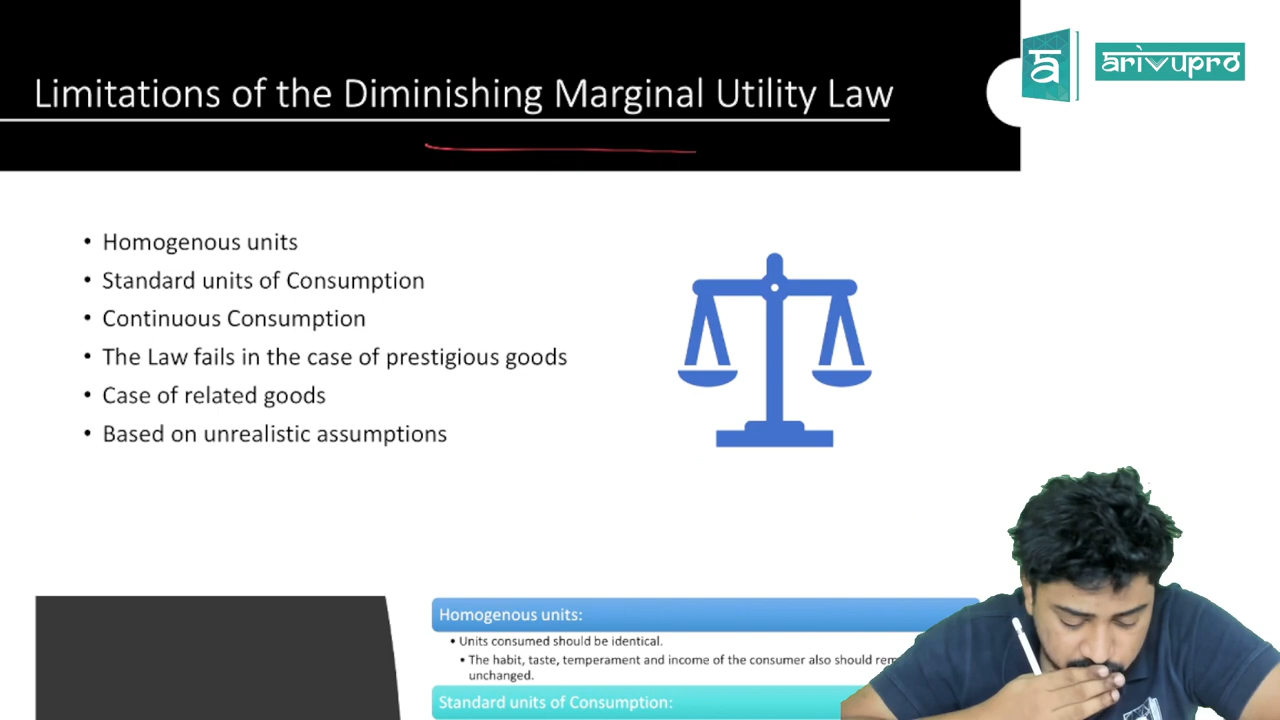 Limitations of the Diminishing Marginal Utility Law
arivupro
• Homogenous units
• Standard units of Consumption
• Continuous Consumption
• The Law fails in the case of prestigious goods
• Case of related goods
• Based on unrealistic assumptions
Homogenous units:
• Units consumed should be identical.
• The habit, taste, temperament and income of the consumer also should
unchanged.
Standard units of Consumption: